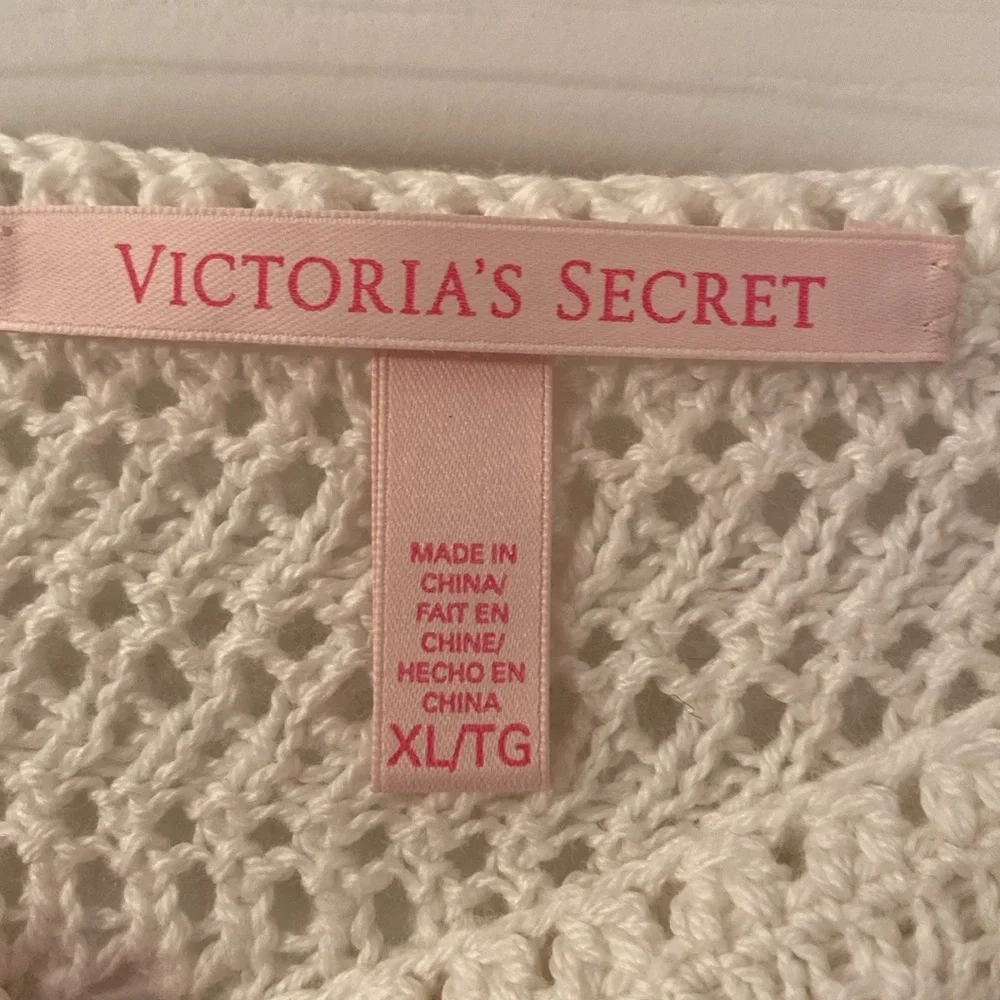 VICTORIA'S SECRET
MADE IN
CHINA/
FAIT EN
CHINE/
HECHO EN
CHINA
XL/TG